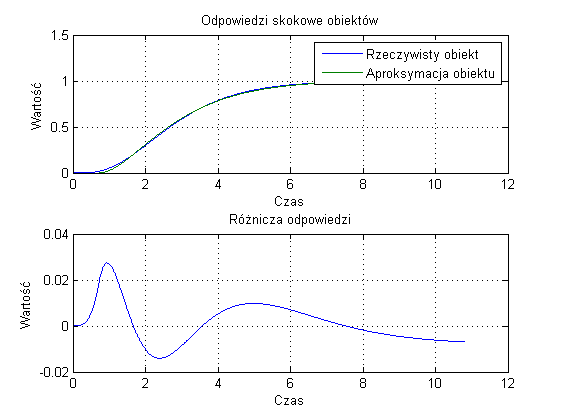 Odpowiedzi skokowe obiektów
1.5
1
0.5
0
Wartość
Rzeczywisty obiekt
Aproksymacja obiektu
0 2 4 6 8 10 12
Czas
Różnicza odpowiedzi
0.04
0.02
0
-0.02
Wartość
0 2 4 6 8 10 12
Czas